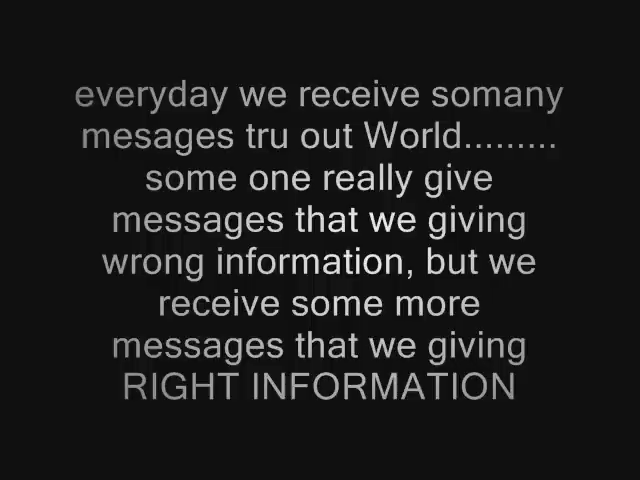 everyday we receive somany
mesages tru out World.........
some one really give
messages that we giving
wrong information, but we
receive some more
messages that we giving
RIGHT INFORMATION